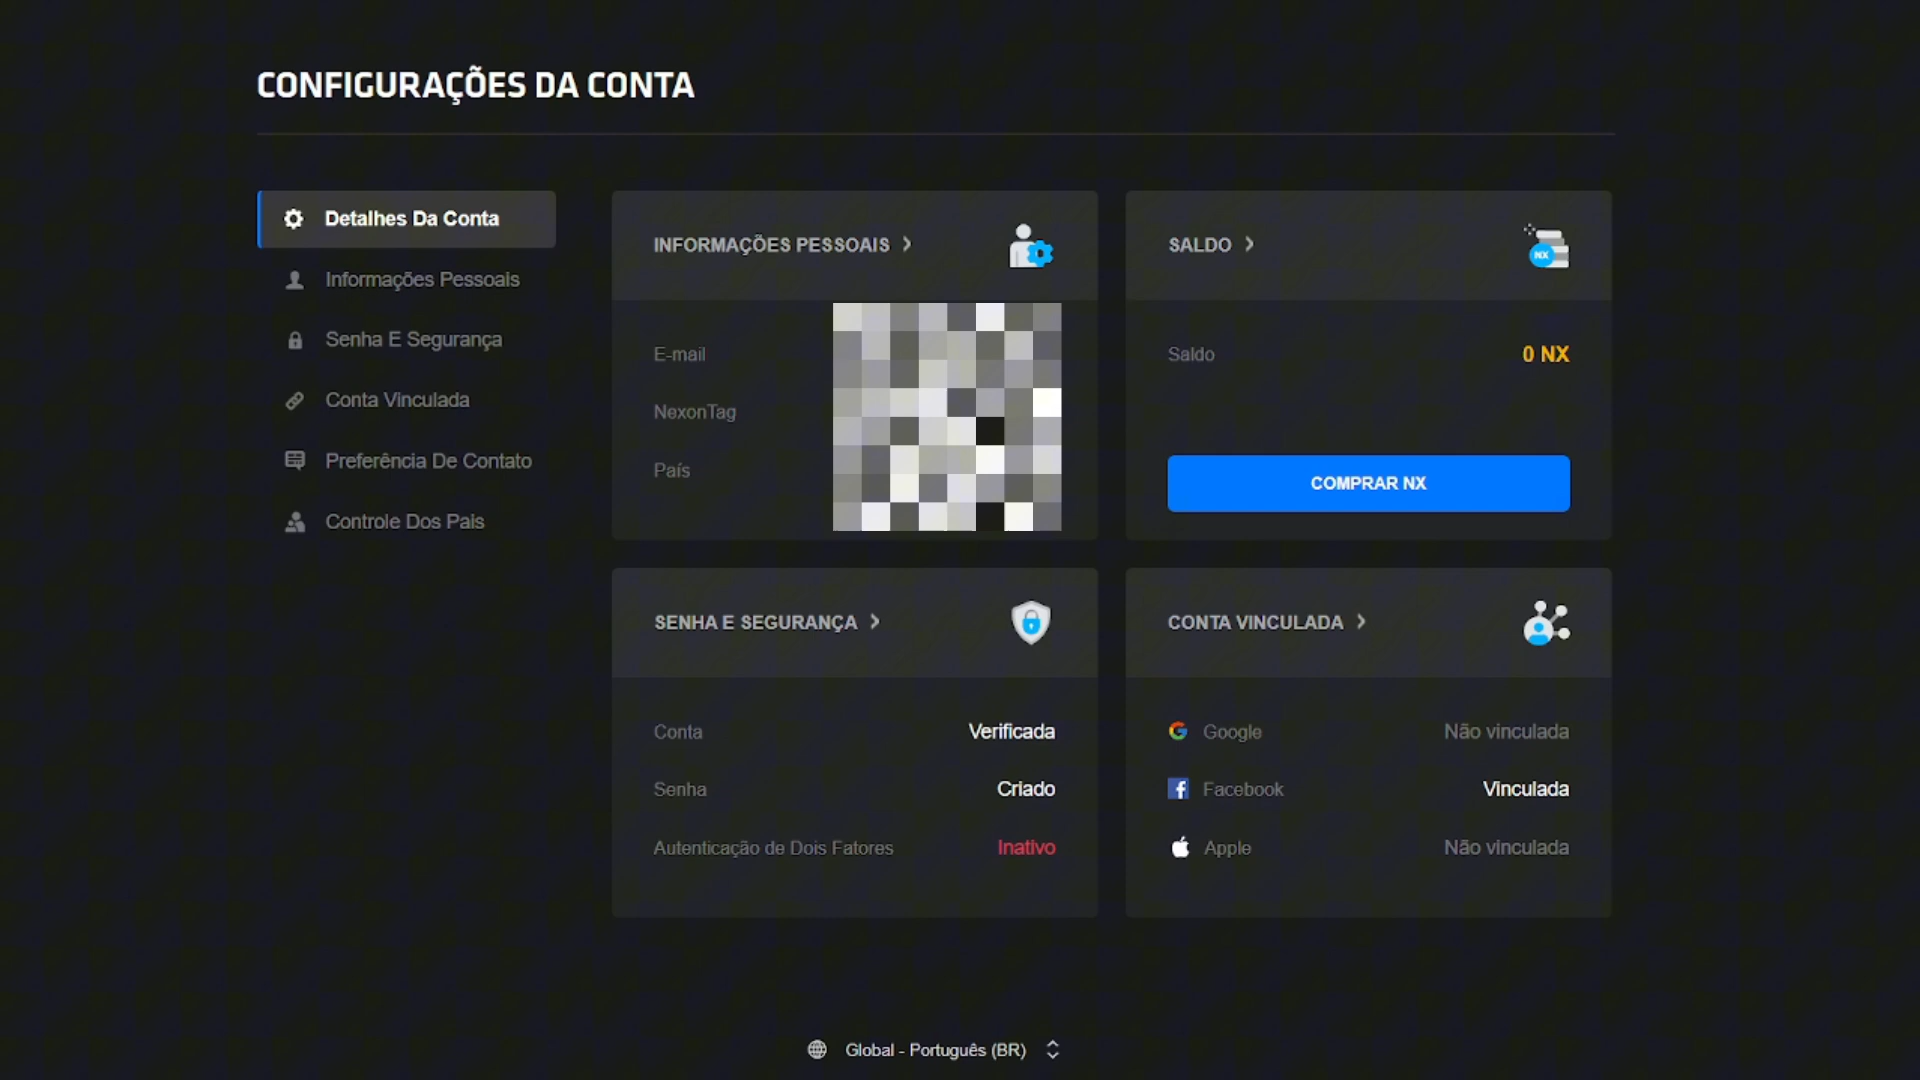 CONFIGURAÇÕES DA CONTA
Detalhes Da Conta
Informações Pessoais
Senha E Segurança
Conta Vinculada
Preferência De Contato
Controle Dos Pais
INFORMAÇÕES PESSOAIS
E-mail
NexonTag
País
SALDO
NX
Saldo 0 NX
COMPRAR NX
SENHA E SEGURANÇA
Conta Verificada
Senha Criado
Autenticação de Dois Fatores Inativo
CONTA VINCULADA
Google Não vinculada
Facebook Vinculada
Apple Não vinculada
Global - Português (BR)